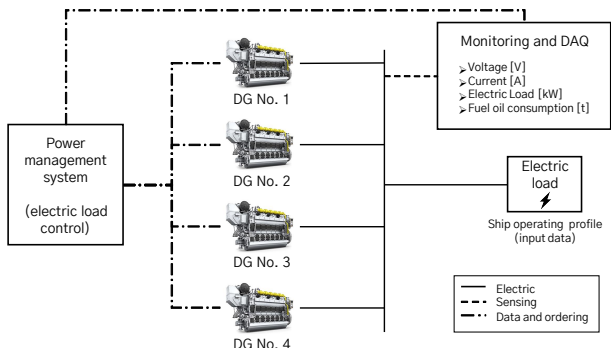 Monitoring and DAQ
➢Voltage [V]
➢Current [A]
➢Electric Load [kW]
➢Fuel oil consumption [t]
DG No. 1
Power
management
system
(electric load
control)
DG No. 2
Electric
load
Ship operating profile
(input data)
DG No. 3
DG No. 4
Electric
Sensing
Data and ordering